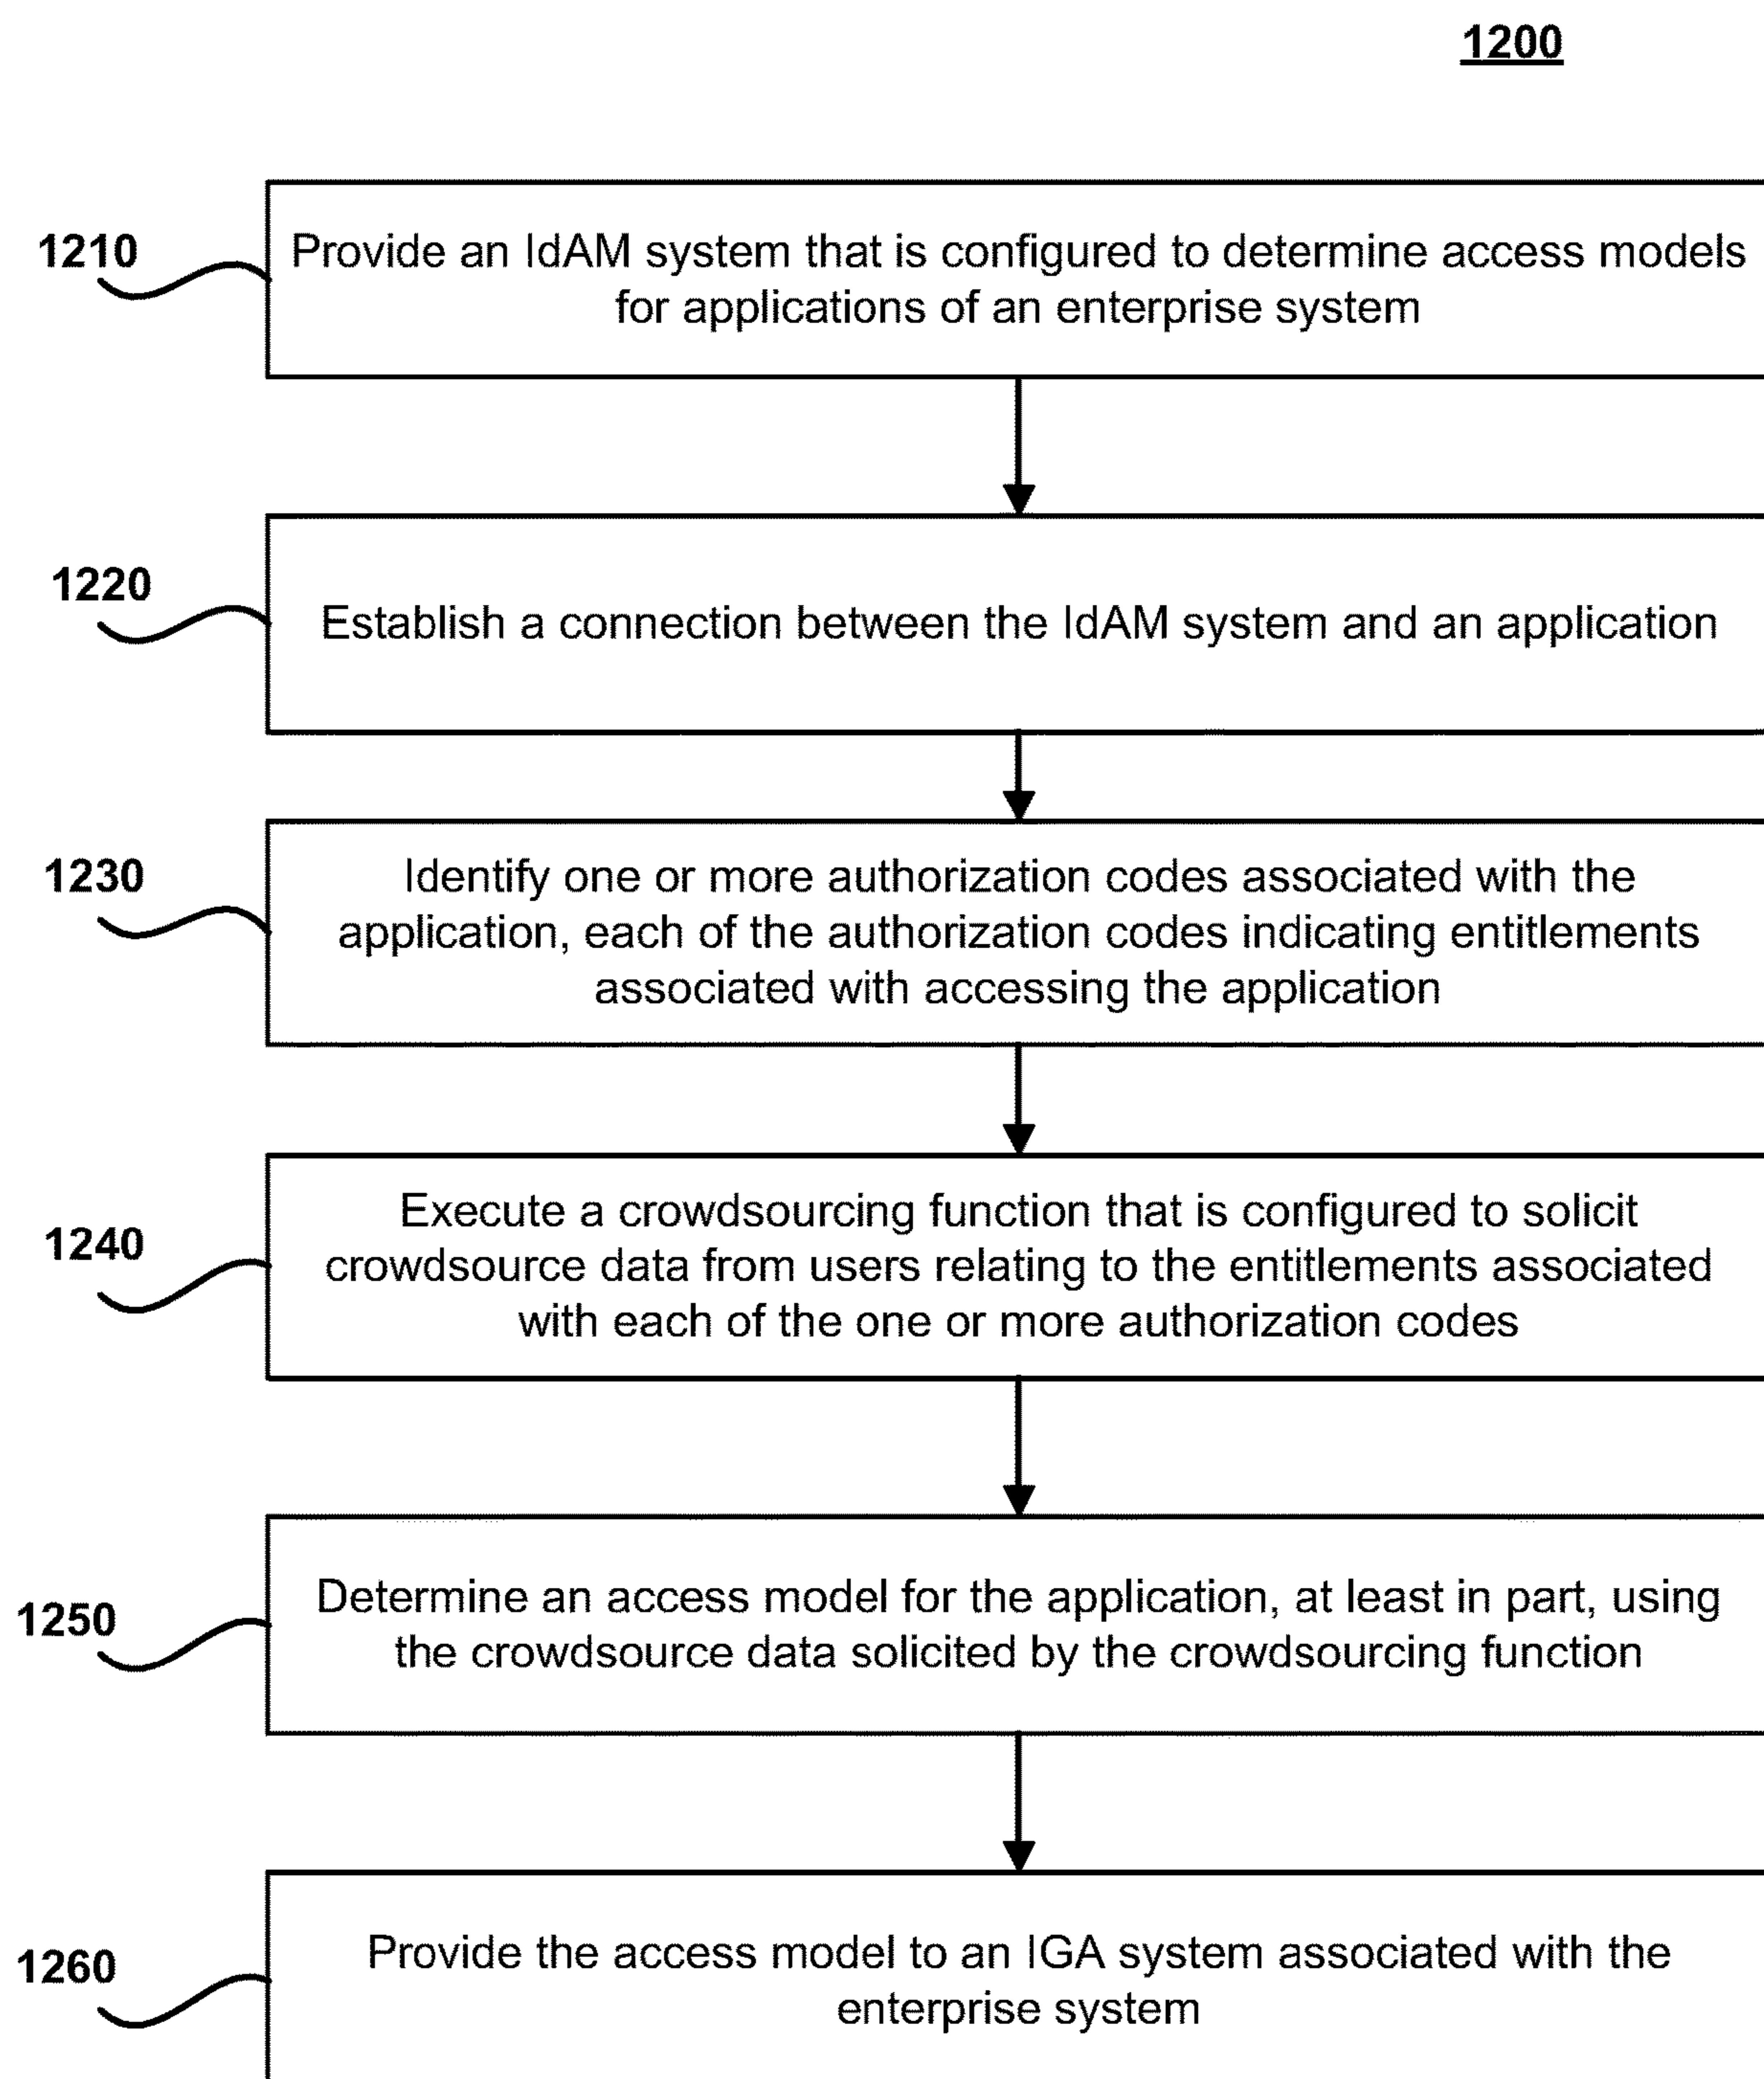 1200
1210
Provide an IdAM system that is configured to determine access models
for applications of an enterprise system
1220
Establish a connection between the IdAM system and an application
1230
Identify one or more authorization codes associated with the
application, each of the authorization codes indicating entitlements
associated with accessing the application
1240
Execute a crowdsourcing function that is configured to solicit
crowdsource data from users relating to the entitlements associated
with each of the one or more authorization codes
1250
Determine an access model for the application, at least in part, using
the crowdsource data solicited by the crowdsourcing function
1260
Provide the access model to an IGA system associated with the
enterprise system